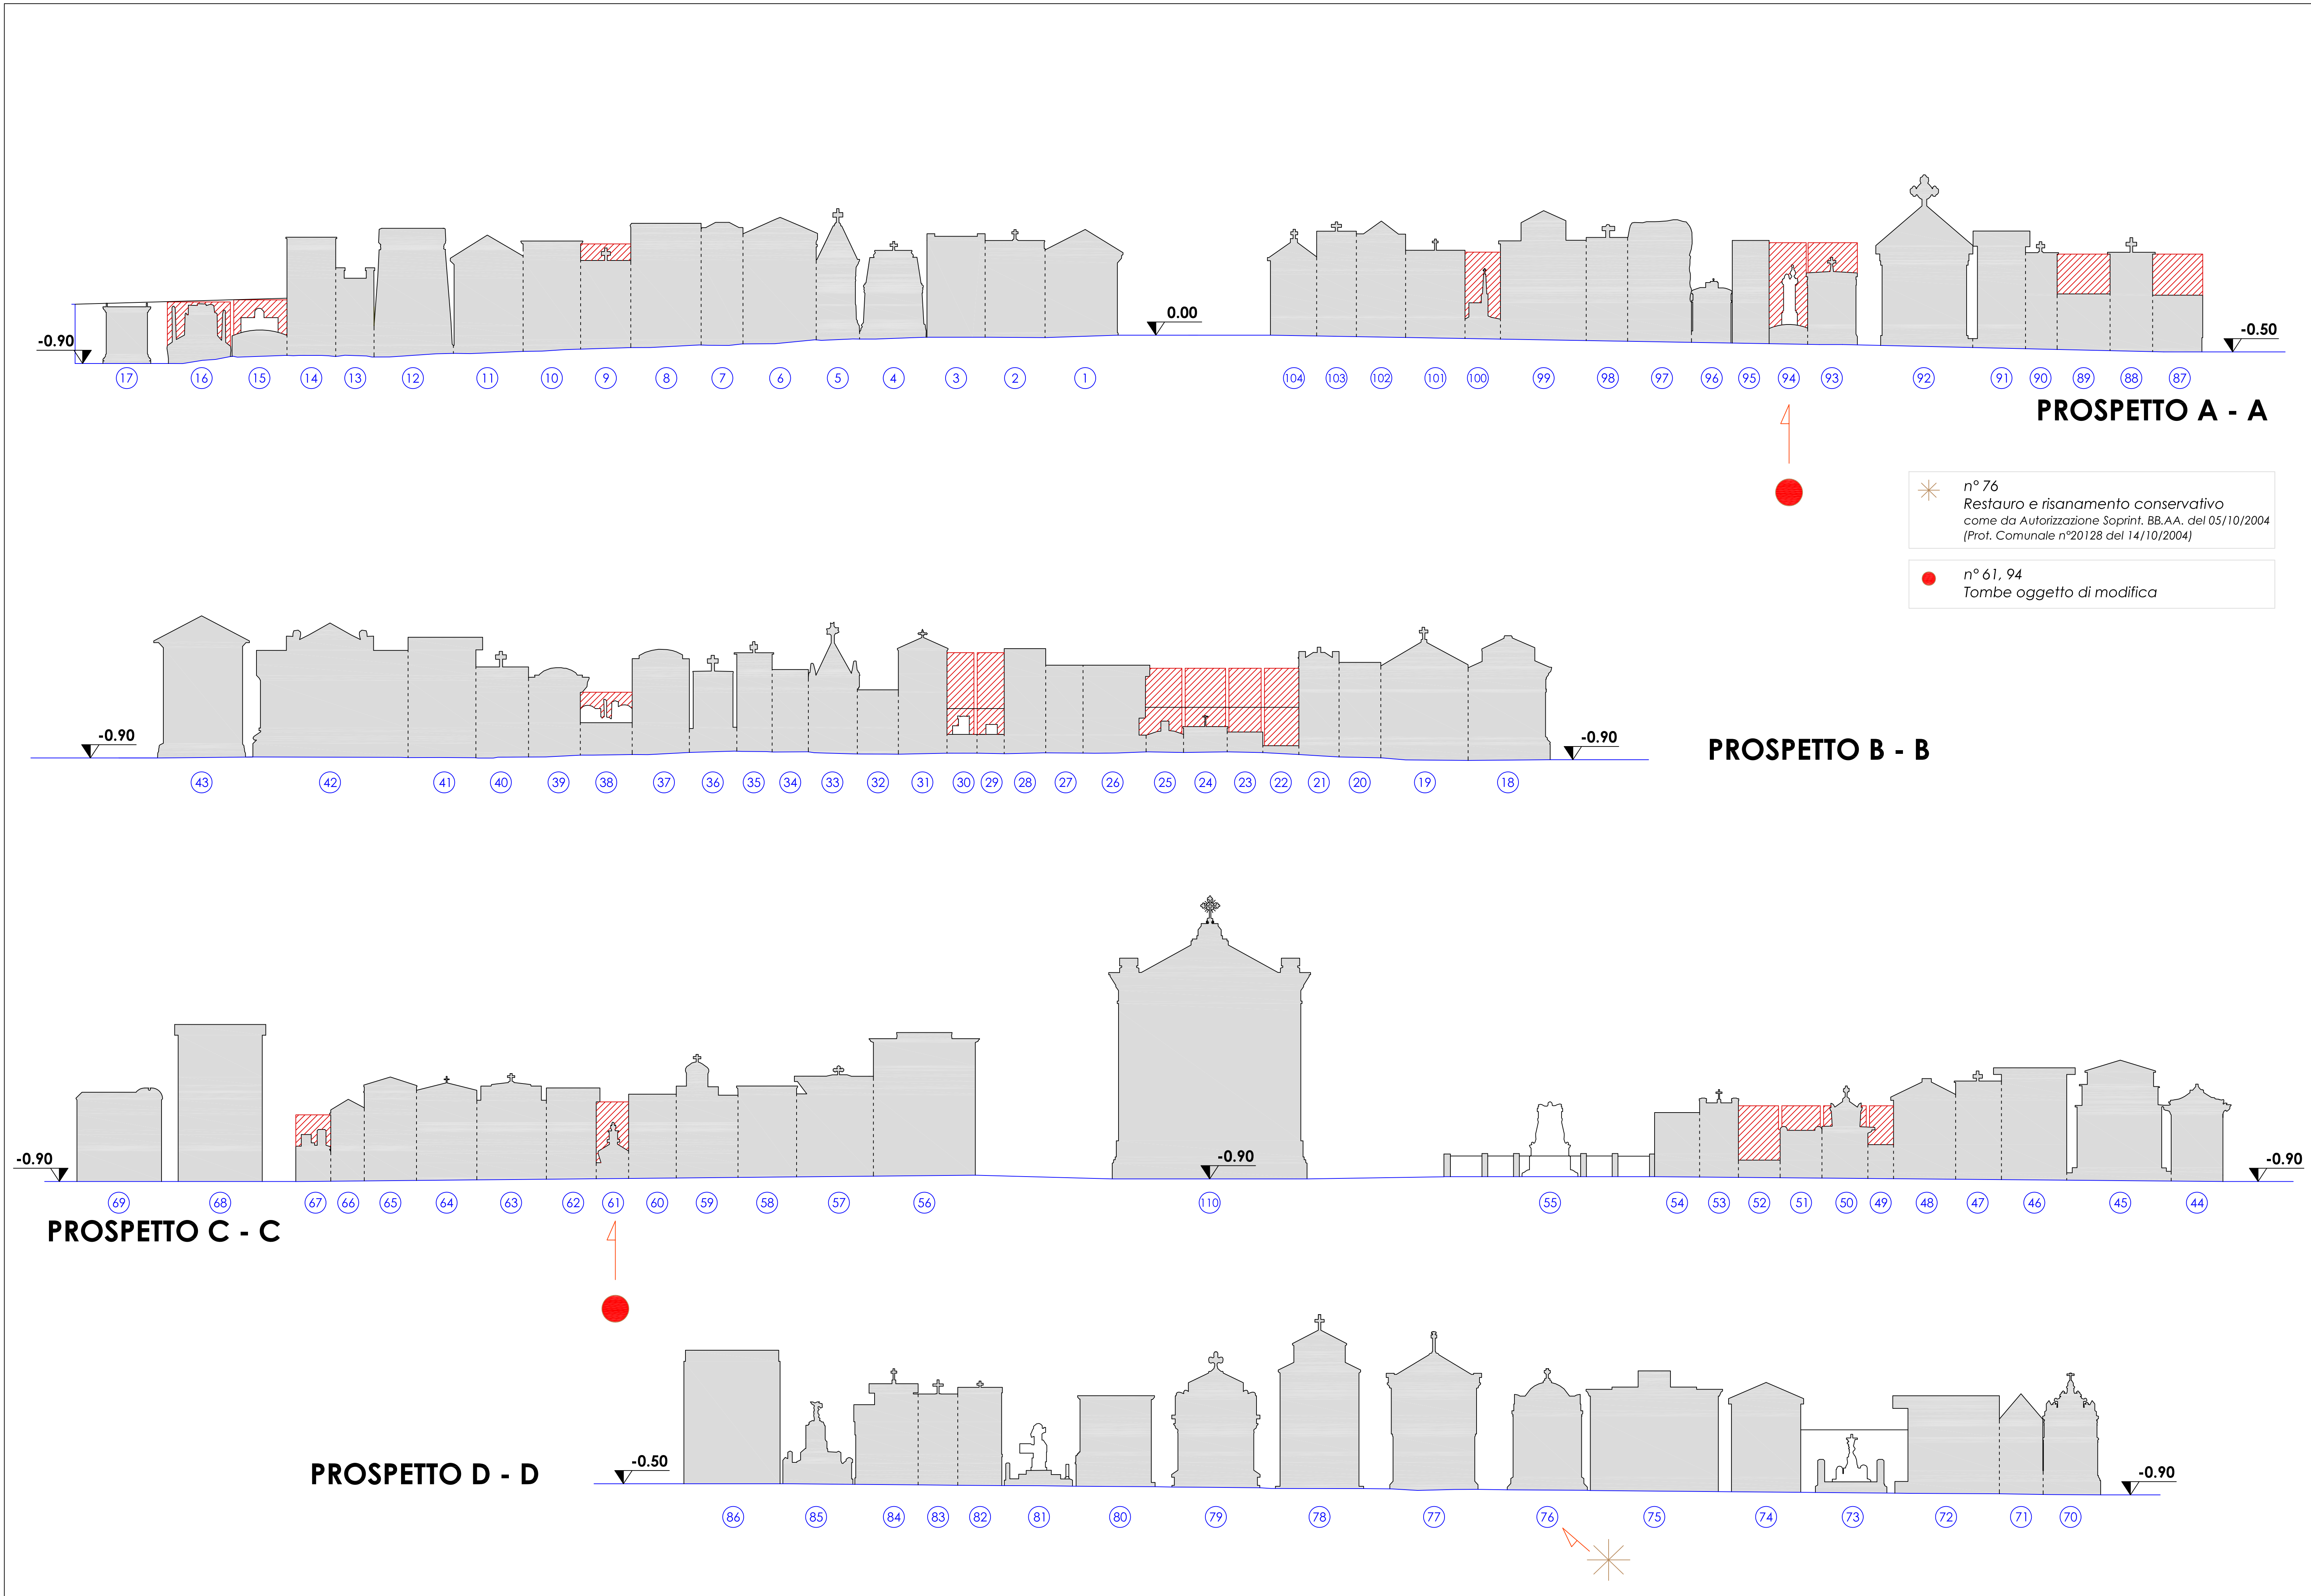 0.00
-0.90
-0.50
17 16 15 14 13 12 11 10 9 8 7 6 5 4 3 2 1 104 103 102 101 100 99 98 97 96 95 94 93 92 91 90 89 88 87
PROSPETTO A - A
n° 76
Restauro e risanamento conservativo
come da Autorizzazione Soprint. BB.AA. del 05/10/2004
(Prot. Comunale n°20128 del 14/10/2004)
n° 61, 94
Tombe oggetto di modifica
-0.90
-0.90
PROSPETTO B - B
43 42 41 40 39 38 37 36 35 34 33 32 31 30 29 28 27 26 25 24 23 22 21 20 19 18
-0.90
-0.90
-0.90
69 68 67 66 65 64 63 62 61 60 59 58 57 56 110 55 54 53 52 51 50 49 48 47 46 45 44
PROSPETTO C - C
PROSPETTO D - D
-0.50
-0.90
86 85 84 83 82 81 80 79 78 77 76 75 74 73 72 71 70